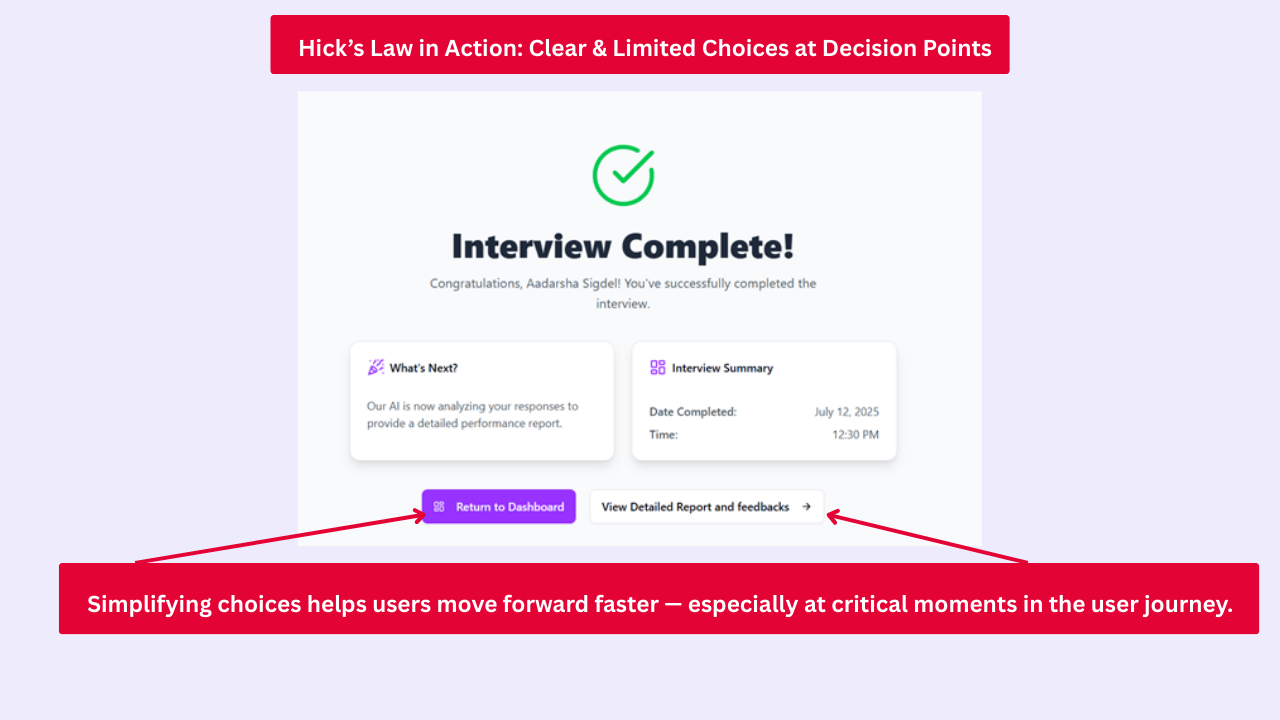 Hick’s Law in Action: Clear & Limited Choices at Decision Points
Interview Complete!
Congratulations, Aadarsha Sigdel! You've successfully completed the
interview.
What's Next?
Our AI is now analyzing your responses to
provide a detailed performance report.
Interview Summary
Date Completed: July 12, 2025
Time: 12:30 PM
Return to Dashboard
View Detailed Report and feedbacks →
Simplifying choices helps users move forward faster — especially at critical moments in the user journey.